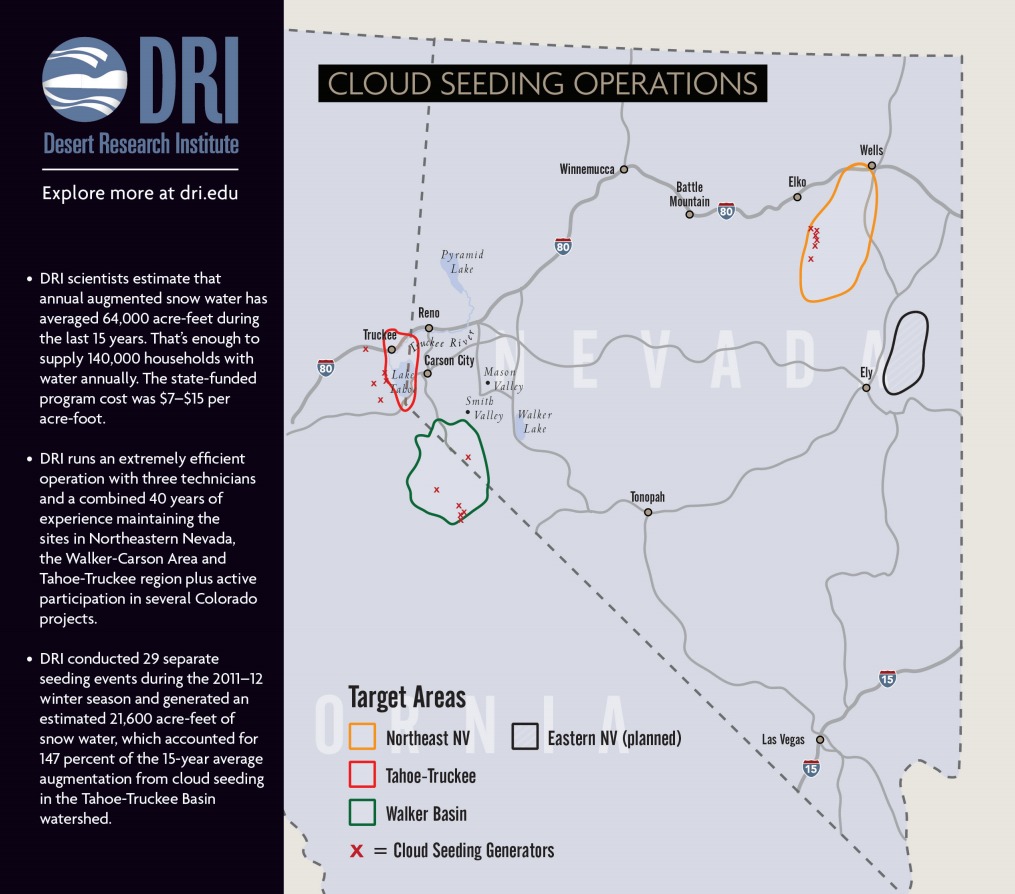 DRI
Desert Research Institute
Explore more at dri.edu
• DRI scientists estimate that
annual augmented snow water has
averaged 64,000 acre-feet during
the last 15 years. That's enough to
supply 140,000 households with
water annually. The state-funded
program cost was $7–$15 per
acre-foot.
• DRI runs an extremely efficient
operation with three technicians
and a combined 40 years of
experience maintaining the
sites in Northeastern Nevada,
the Walker-Carson Area and
Tahoe-Truckee region plus active
participation in several Colorado
projects.
• DRI conducted 29 separate
seeding events during the 2011–12
winter season and generated an
estimated 21,600 acre-feet of
snow water, which accounted for
147 percent of the 15-year average
augmentation from cloud seeding
in the Tahoe-Truckee Basin
watershed.
CLOUD SEEDING OPERATIONS
Wells
Winnemucca
Elko
Battle
Mountain
80
80
Pyramid
Lake
Reno
Truckee
Truckee River
80
Carson City
Lake
Tahoe
NEVADA
Mason
Valley
Ely
Smith
Valley
Walker
Lake
Tonopah
15
Las Vegas
15
ORNIA
Target Areas
Northeast NV
Eastern NV (planned)
Tahoe-Truckee
Walker Basin
x = Cloud Seeding Generators